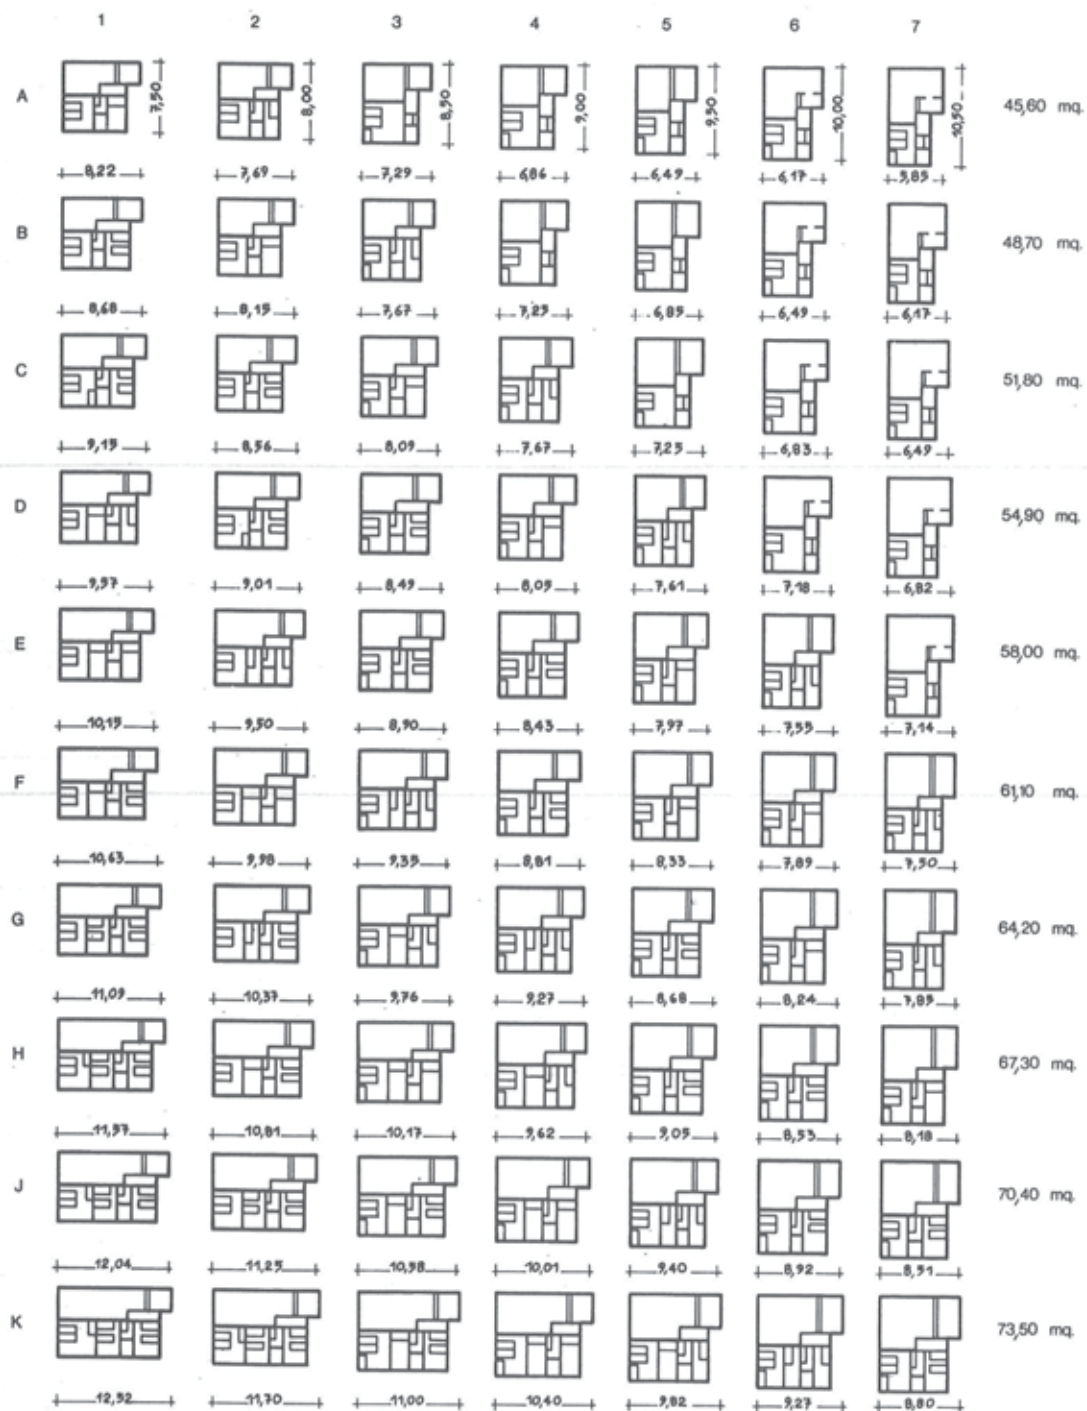 1 2 3 4 5 6 7
A 7,50 8,00 8,50 9,00 9,50 10,00 10,50 45,60 mq.
8,22 7,69 7,29 6,86 6,49 6,17 5,85
B 48,70 mq.
8,68 8,15 7,67 7,25 6,85 6,49 6,17
C 51,80 mq.
9,15 8,56 8,09 7,67 7,25 6,83 6,49
D 54,90 mq.
9,57 9,01 8,49 8,05 7,61 7,18 6,82
E 58,00 mq.
10,15 9,50 8,90 8,43 7,97 7,55 7,14
F 61,10 mq.
10,63 9,98 9,35 8,81 8,33 7,89 7,50
G 64,20 mq.
11,09 10,37 9,76 9,27 8,68 8,24 7,85
H 67,30 mq.
11,57 10,81 10,17 9,62 9,05 8,53 8,18
J 70,40 mq.
12,04 11,25 10,58 10,01 9,40 8,92 8,51
K 73,50 mq.
12,52 11,70 11,00 10,40 9,82 9,27 8,80